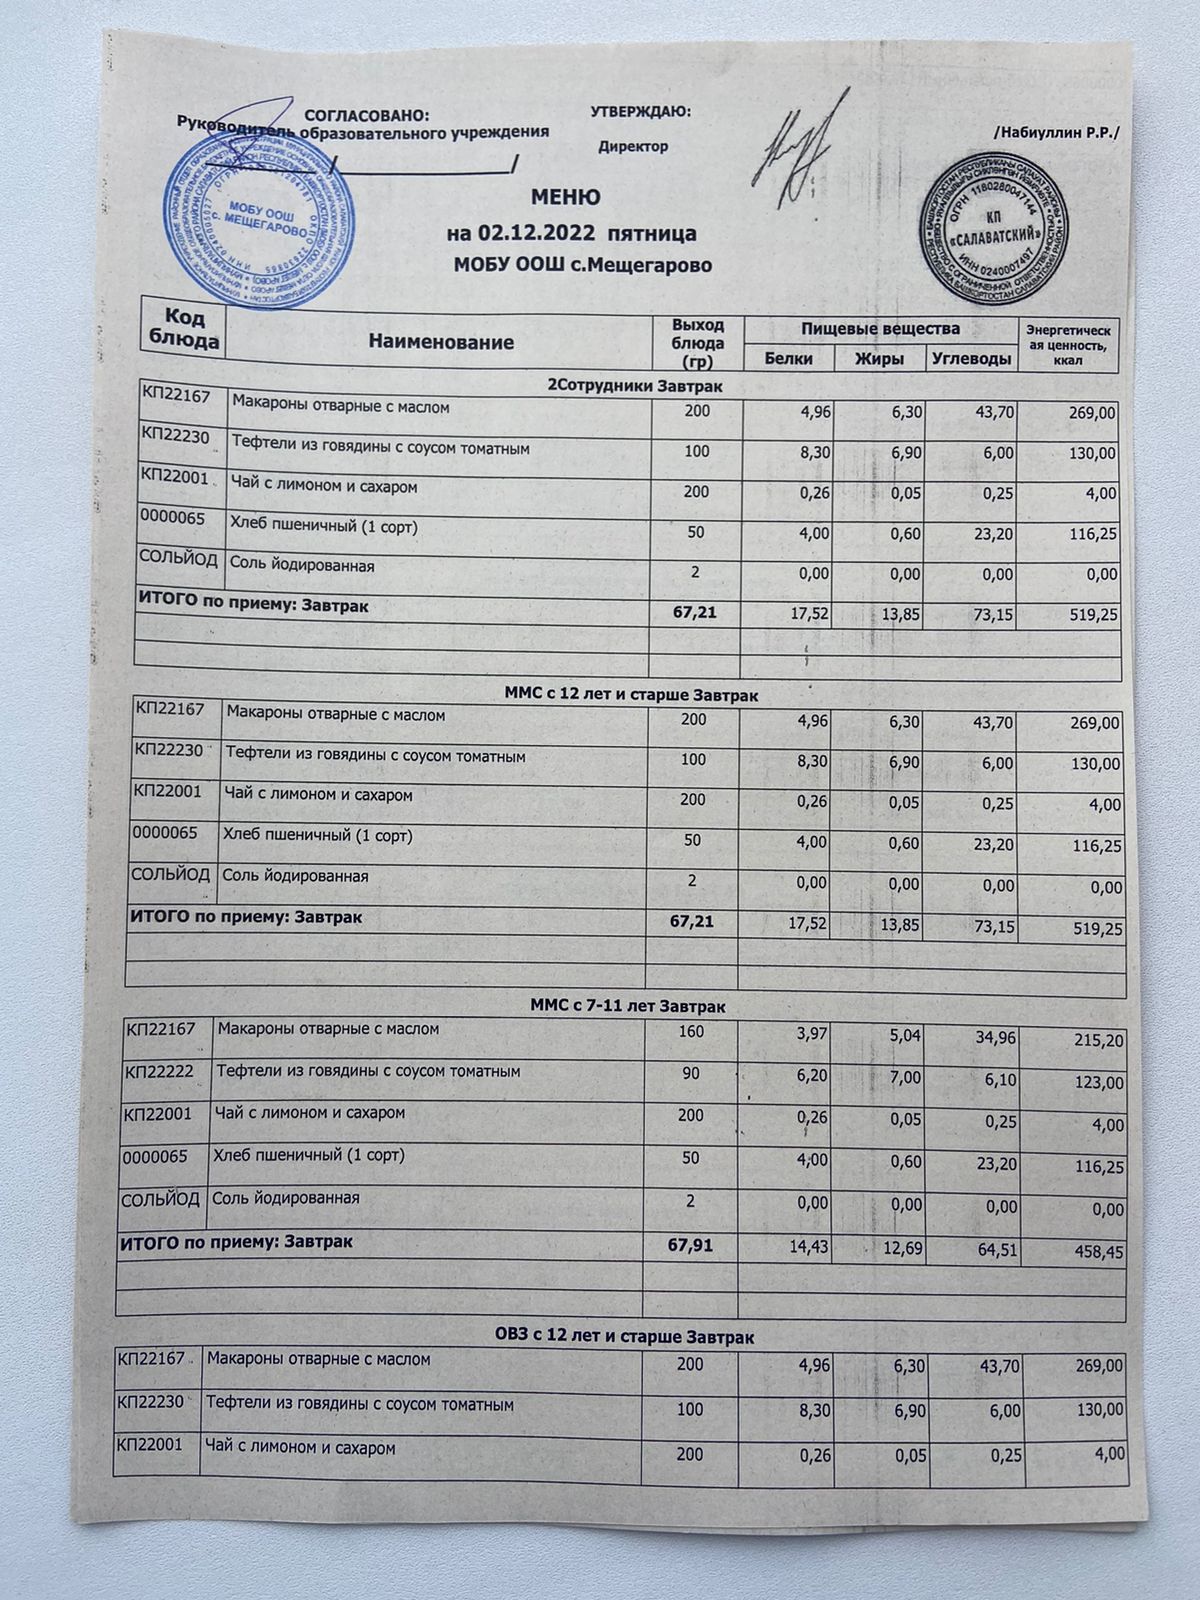 СОГЛАСОВАНО:
Руководитель образовательного учреждения
УТВЕРЖДАЮ:
Директор
/Набиуллин Р.Р./
МОБУ ООШ
с. МЕЩЕГАРОВО
ОГРН 1180280047144
КП
«САЛАВАТСКИЙ»
ИНН 0240007497
МЕНЮ
на 02.12.2022 пятница
МОБУ ООШ с.Мещегарово
Код блюда Наименование Выход блюда (гр) Пищевые вещества Энергетическ ая ценность, ккал
Белки Жиры Углеводы
2Сотрудники Завтрак
КП22167 Макароны отварные с маслом 200 4,96 6,30 43,70 269,00
КП22230 Тефтели из говядины с соусом томатным 100 8,30 6,90 6,00 130,00
КП22001 Чай с лимоном и сахаром 200 0,26 0,05 0,25 4,00
0000065 Хлеб пшеничный (1 сорт) 50 4,00 0,60 23,20 116,25
СОЛЬЙОД Соль йодированная 2 0,00 0,00 0,00 0,00
ИТОГО по приему: Завтрак 67,21 17,52 13,85 73,15 519,25
ММС с 12 лет и старше Завтрак
КП22167 Макароны отварные с маслом 200 4,96 6,30 43,70 269,00
КП22230 Тефтели из говядины с соусом томатным 100 8,30 6,90 6,00 130,00
КП22001 Чай с лимоном и сахаром 200 0,26 0,05 0,25 4,00
0000065 Хлеб пшеничный (1 сорт) 50 4,00 0,60 23,20 116,25
СОЛЬЙОД Соль йодированная 2 0,00 0,00 0,00 0,00
ИТОГО по приему: Завтрак 67,21 17,52 13,85 73,15 519,25
ММС с 7-11 лет Завтрак
КП22167 Макароны отварные с маслом 160 3,97 5,04 34,96 215,20
КП22222 Тефтели из говядины с соусом томатным 90 6,20 7,00 6,10 123,00
КП22001 Чай с лимоном и сахаром 200 0,26 0,05 0,25 4,00
0000065 Хлеб пшеничный (1 сорт) 50 4,00 0,60 23,20 116,25
СОЛЬЙОД Соль йодированная 2 0,00 0,00 0,00 0,00
ИТОГО по приему: Завтрак 67,91 14,43 12,69 64,51 458,45
ОВЗ с 12 лет и старше Завтрак
КП22167 Макароны отварные с маслом 200 4,96 6,30 43,70 269,00
КП22230 Тефтели из говядины с соусом томатным 100 8,30 6,90 6,00 130,00
КП22001 Чай с лимоном и сахаром 200 0,26 0,05 0,25 4,00